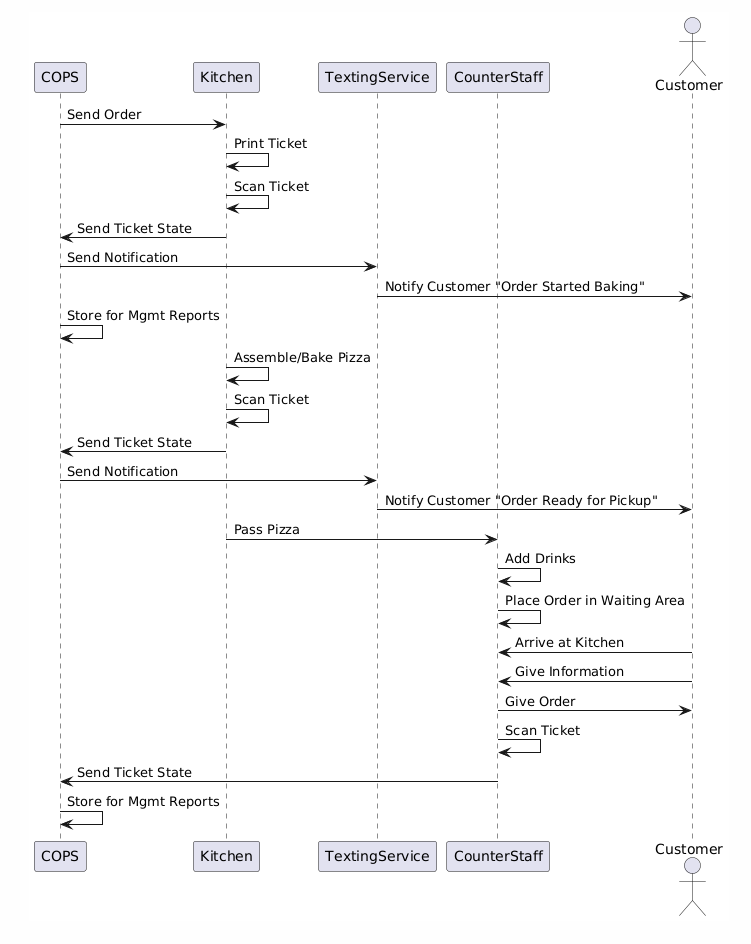 Customer
COPS Kitchen TextingService CounterStaff
Send Order
Print Ticket
Scan Ticket
Send Ticket State
Send Notification
Notify Customer "Order Started Baking"
Store for Mgmt Reports
Assemble/Bake Pizza
Scan Ticket
Send Ticket State
Send Notification
Notify Customer "Order Ready for Pickup"
Pass Pizza
Add Drinks
Place Order in Waiting Area
Arrive at Kitchen
Give Information
Give Order
Scan Ticket
Send Ticket State
Store for Mgmt Reports
COPS Kitchen TextingService CounterStaff Customer